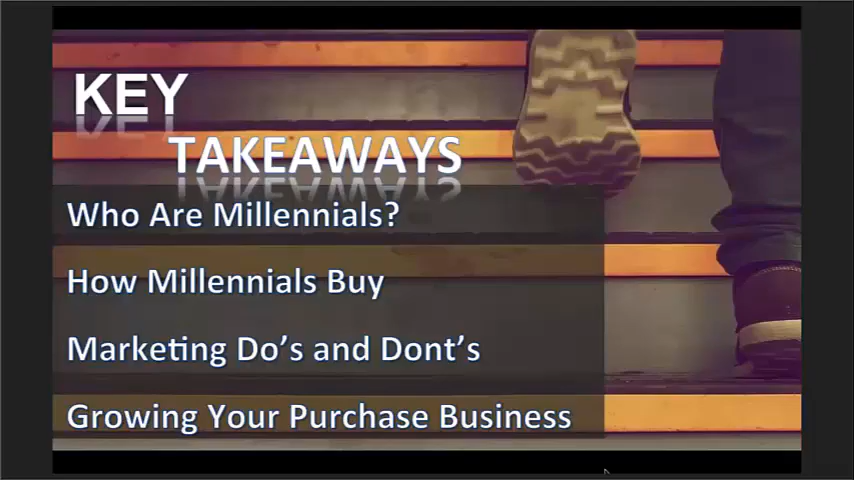 KEY
TAKEAWAYS
Who Are Millennials?
How Millennials Buy
Marketing Do’s and Dont’s
Growing Your Purchase Business